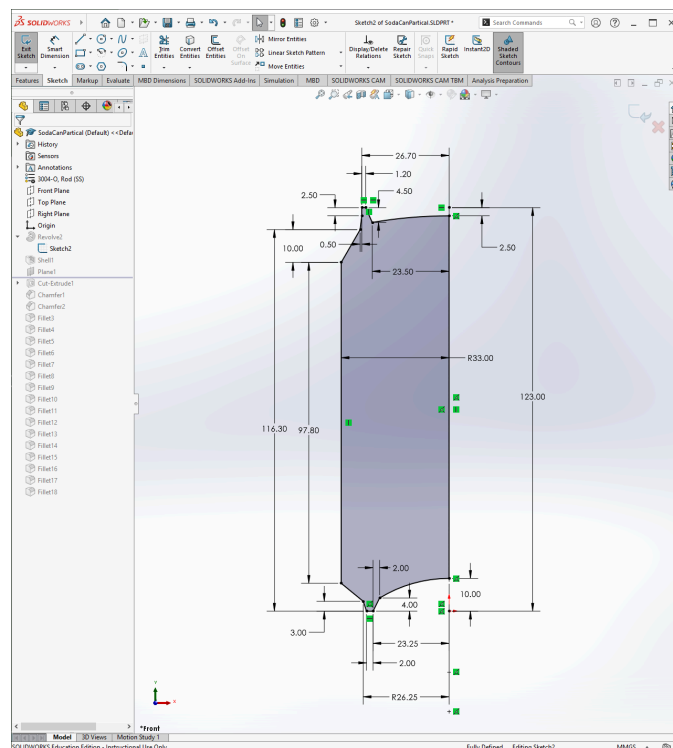 SOLIDWORKS
Sketch2 of SodaCanPartical.SLDPRT *
Search Commands
Exit Sketch
Smart Dimension
Trim Entities
Convert Entities
Offset Entities
Offset On Surface
Mirror Entities
Linear Sketch Pattern
Move Entities
Display/Delete Relations
Repair Sketch
Quick Snaps
Rapid Sketch
Instant2D
Shaded Sketch Contours
Features Sketch Markup Evaluate MBD Dimensions SOLIDWORKS Add-Ins Simulation MBD SOLIDWORKS CAM SOLIDWORKS CAM TBM Analysis Preparation
SodaCanPartical (Default) <<Defau
History
Sensors
Annotations
3004-O, Rod (SS)
Front Plane
Top Plane
Right Plane
Origin
Revolve2
Sketch2
Shell1
Plane1
Cut-Extrude1
Chamfer1
Chamfer2
Fillet3
Fillet4
Fillet5
Fillet6
Fillet7
Fillet8
Fillet9
Fillet10
Fillet11
Fillet12
Fillet13
Fillet14
Fillet15
Fillet16
Fillet17
Fillet18
26.70
1.20
2.50
4.50
0.50
10.00
2.50
23.50
R33.00
123.00
116.30
97.80
2.00
10.00
4.00
3.00
23.25
2.00
R26.25
Y
X
*Front
Model 3D Views Motion Study 1
SOLIDWORKS Education Edition - Instructional Use Only
Fully Defined Editing Sketch2 MMGS